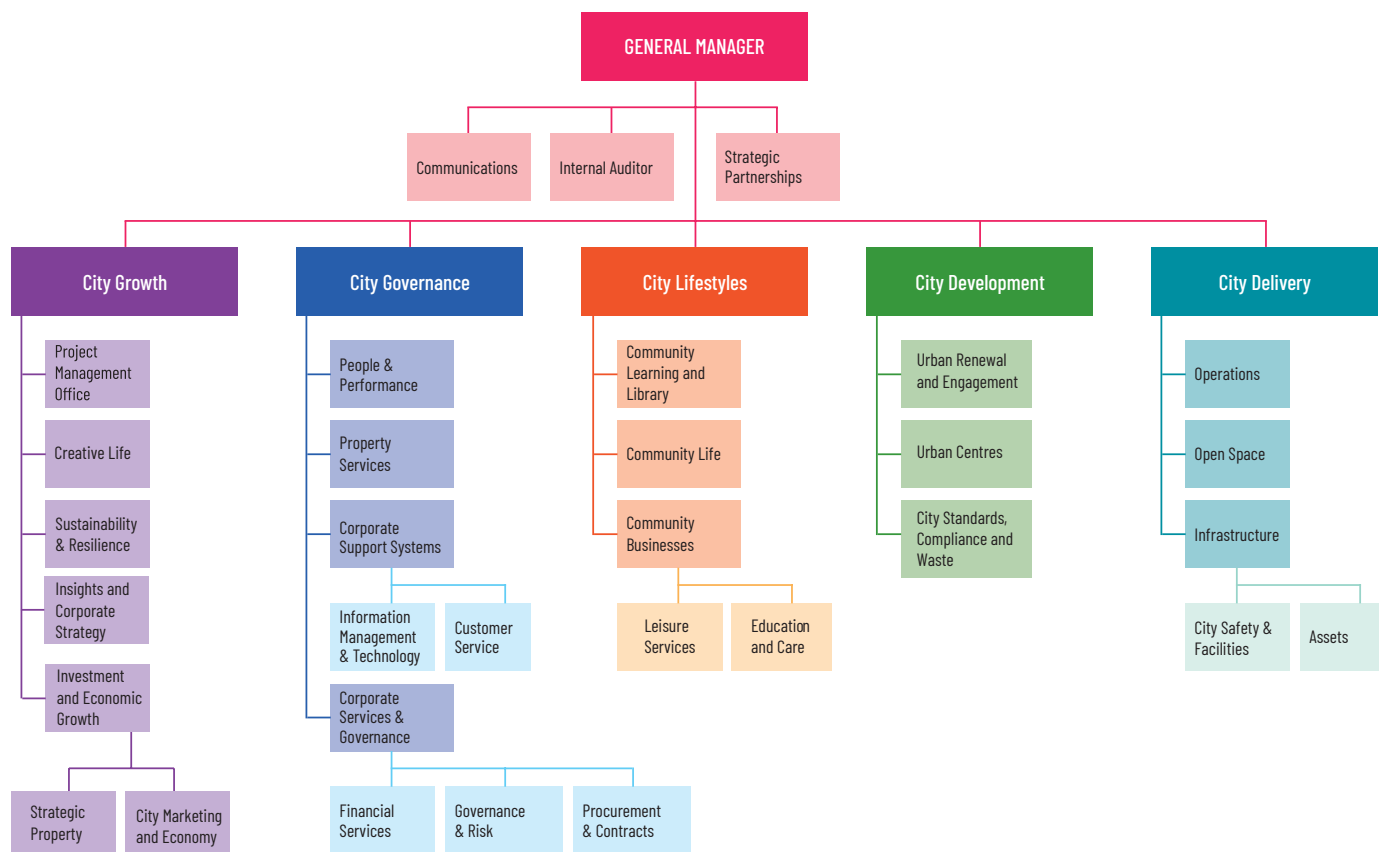 GENERAL MANAGER
Communications
Internal Auditor
Strategic
Partnerships
City Growth
City Governance
City Lifestyles
City Development
City Delivery
Project
Management
Office
Creative Life
Sustainability
& Resilience
Insights and
Corporate
Strategy
Investment
and Economic
Growth
Strategic
Property
City Marketing
and Economy
People &
Performance
Property
Services
Corporate
Support Systems
Information
Management
& Technology
Customer
Service
Corporate
Services &
Governance
Financial
Services
Governance
& Risk
Procurement
& Contracts
Community
Learning and
Library
Community Life
Community
Businesses
Leisure
Services
Education
and Care
Urban Renewal
and Engagement
Urban Centres
City Standards,
Compliance and
Waste
Operations
Open Space
Infrastructure
City Safety &
Facilities
Assets